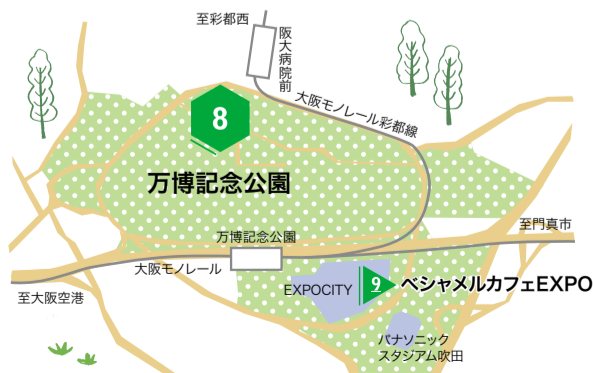 至彩都西
阪大病院前
大阪モノレール彩都線
8
万博記念公園
至門真市
万博記念公園
大阪モノレール
9
ベシャメルカフェEXPO
EXPOCITY
至大阪空港
パナソニック
スタジアム吹田